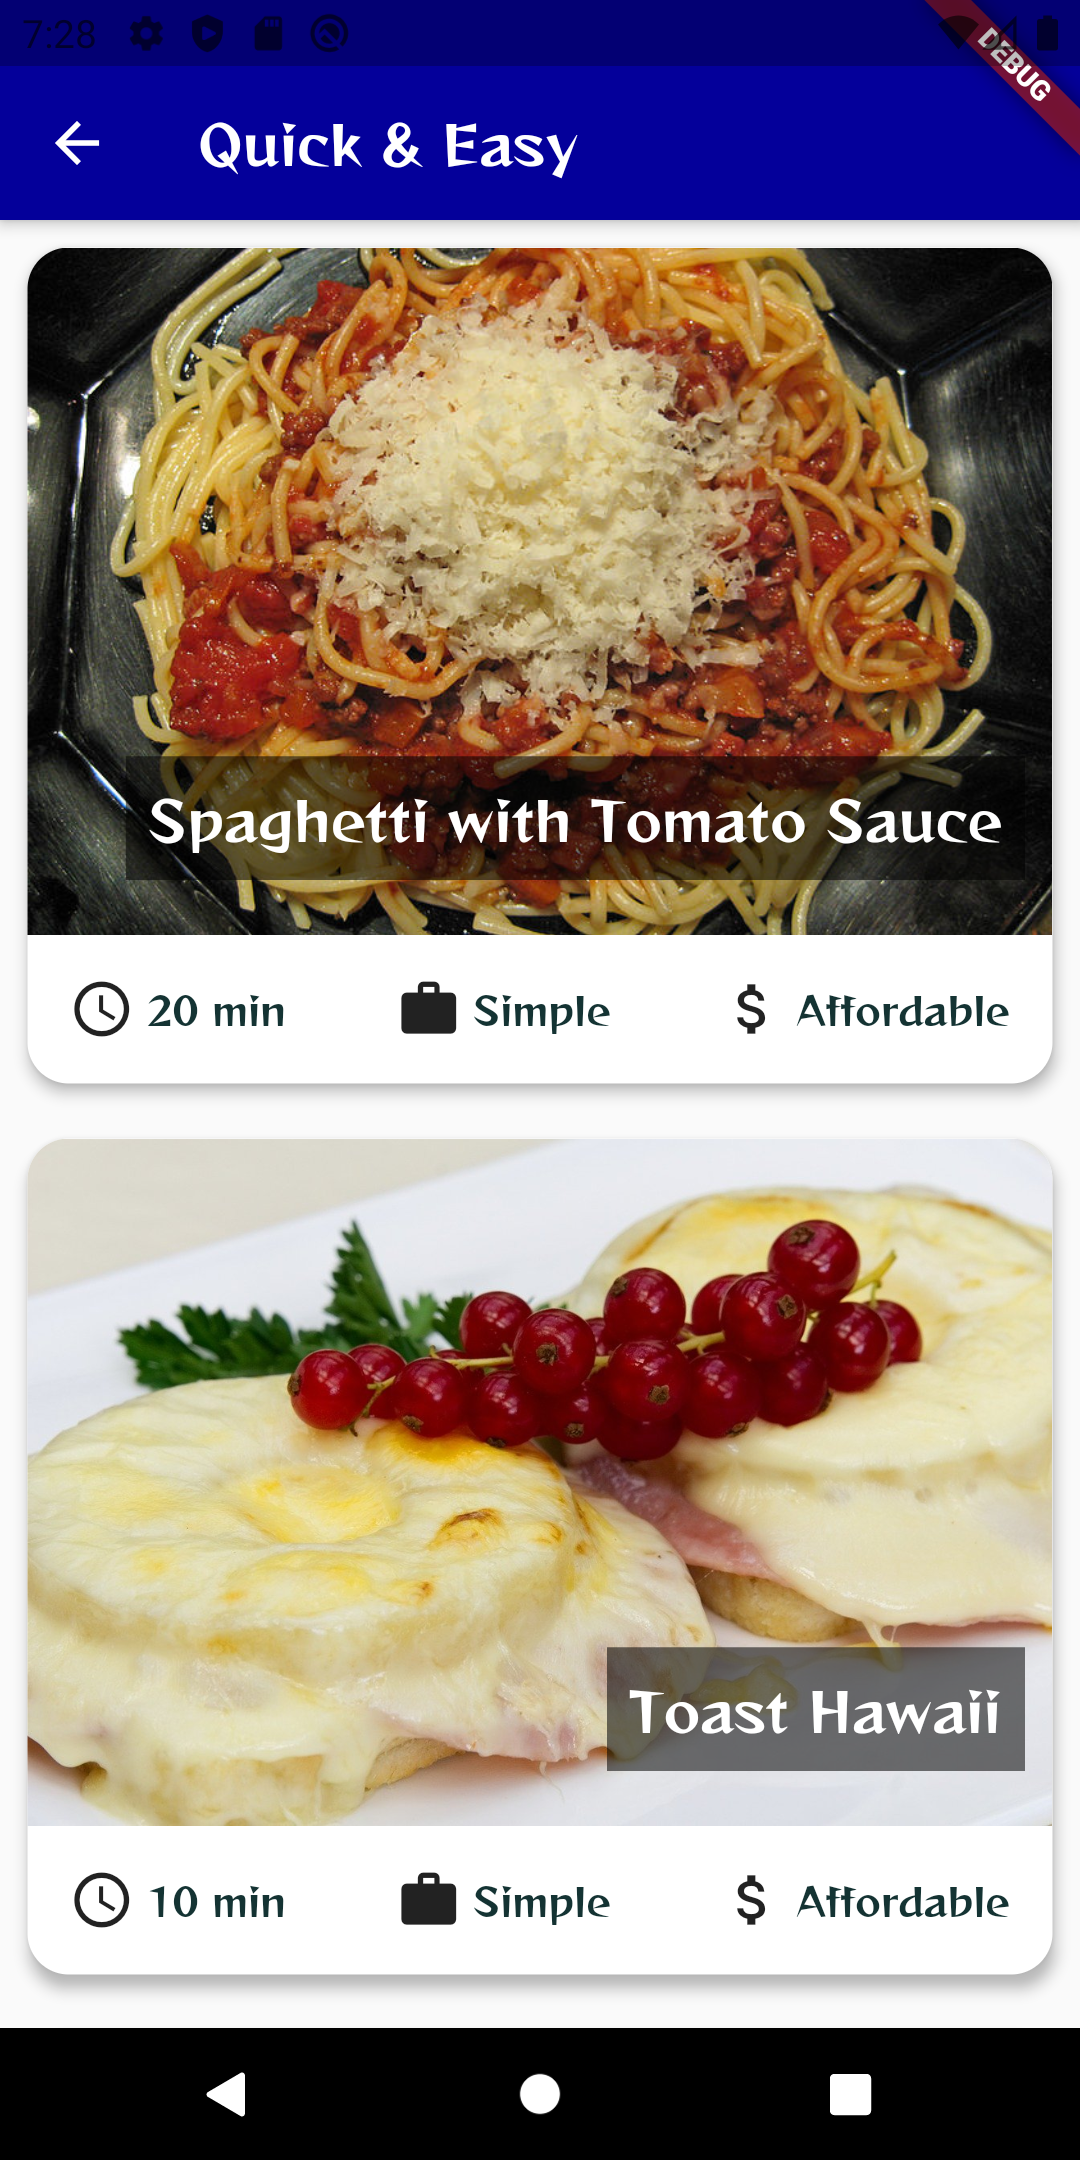 7:28
DEBUG
Quick & Easy
Spaghetti with Tomato Sauce
20 min Simple $ Affordable
Toast Hawaii
10 min Simple $ Affordable